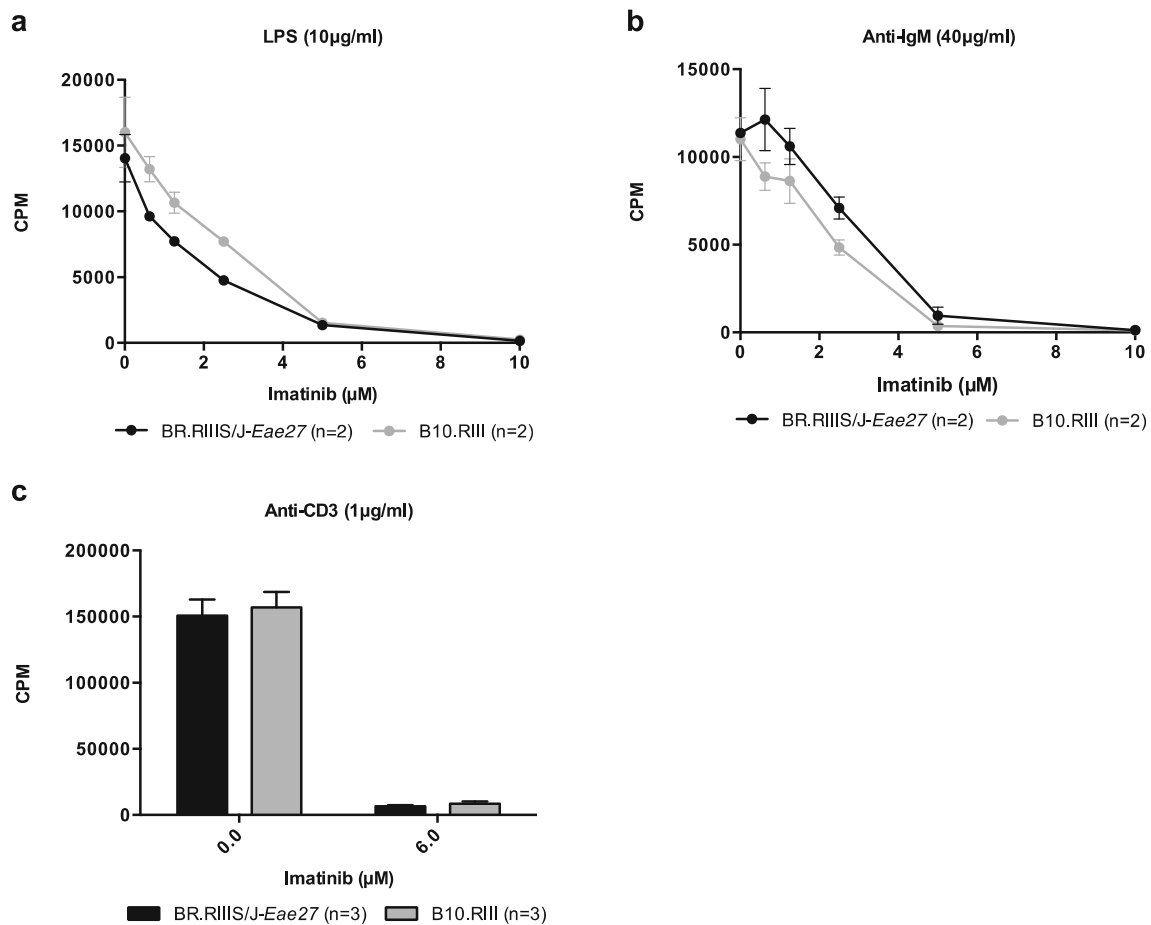 a
LPS (10µg/ml)
20000
15000
10000
5000
0
CPM
0 2 4 6 8 10
Imatinib (µM)
BR.RIIIS/J-Eae27 (n=2) B10.RIII (n=2)
b
Anti-IgM (40µg/ml)
15000
10000
5000
0
CPM
0 2 4 6 8 10
Imatinib (µM)
BR.RIIIS/J-Eae27 (n=2) B10.RIII (n=2)
c
Anti-CD3 (1µg/ml)
200000
150000
100000
50000
0
CPM
0.0 6.0
Imatinib (µM)
BR.RIIIS/J-Eae27 (n=3) B10.RIII (n=3)